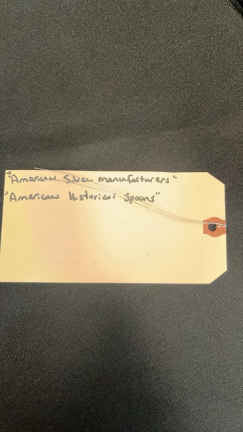 "American Silver manufacturers"
"American Historical Spoons"